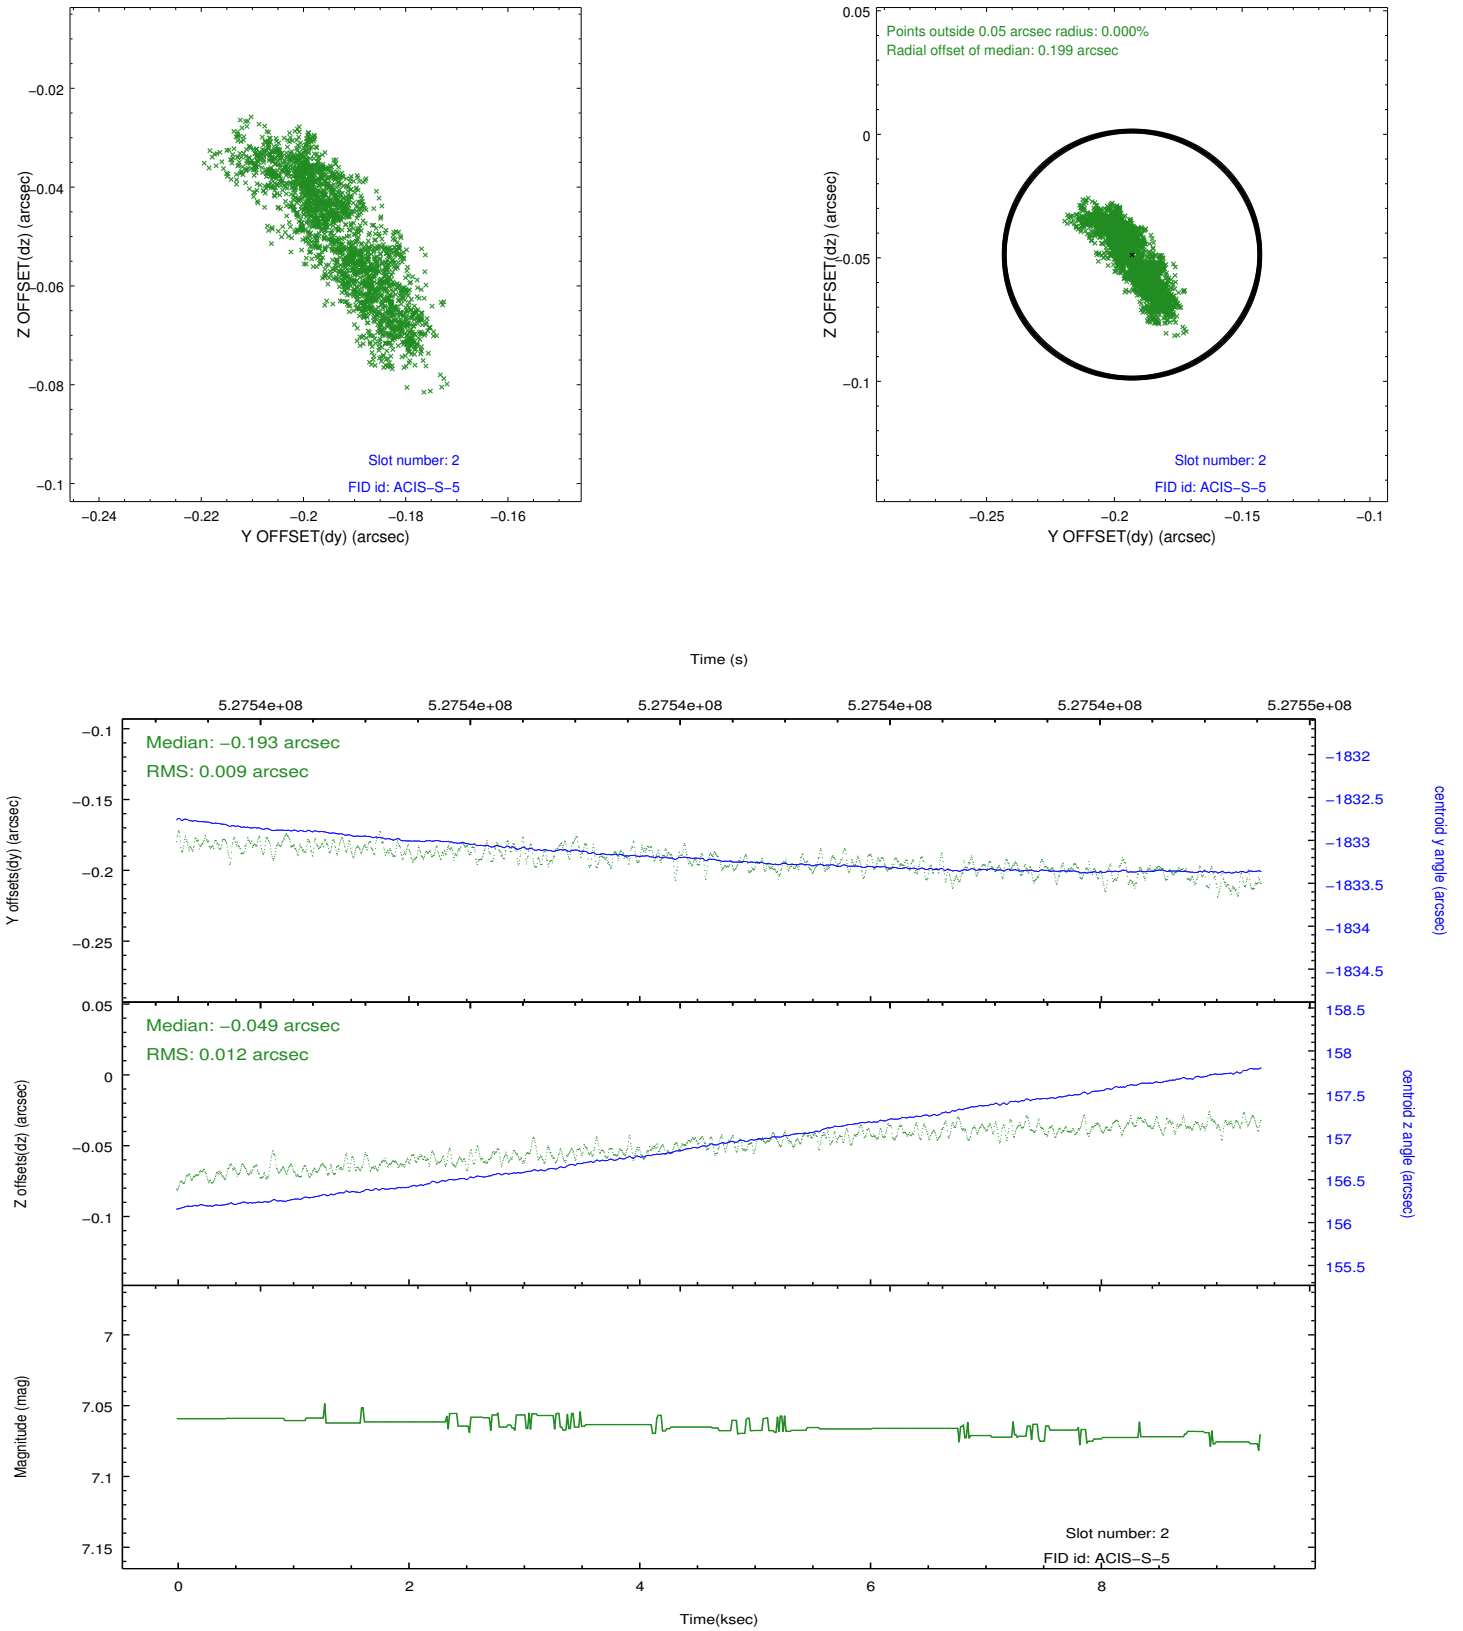 −0.02
−0.04
−0.06
−0.08
−0.1
Z OFFSET(dz) (arcsec)
Slot number: 2
FID id: ACIS−S−5
−0.24
−0.22
−0.2
−0.18
−0.16
Y OFFSET(dy) (arcsec)
0.05
0
−0.05
−0.1
Z OFFSET(dz) (arcsec)
Points outside 0.05 arcsec radius: 0.000%
Radial offset of median: 0.199 arcsec
Slot number: 2
FID id: ACIS−S−5
−0.25
−0.2
−0.15
−0.1
Y OFFSET(dy) (arcsec)
Time (s)
5.2754e+08
5.2754e+08
5.2754e+08
5.2754e+08
5.2754e+08
5.2755e+08
−0.1
−0.15
−0.2
−0.25
Y offsets(dy) (arcsec)
Median: −0.193 arcsec
RMS: 0.009 arcsec
−1832
−1832.5
−1833
−1833.5
−1834
−1834.5
centroid y angle (arcsec)
0.05
0
−0.05
−0.1
Z offsets(dz) (arcsec)
Median: −0.049 arcsec
RMS: 0.012 arcsec
158.5
158
157.5
157
156.5
156
155.5
centroid z angle (arcsec)
7
7.05
7.1
7.15
Magnitude (mag)
Slot number: 2
FID id: ACIS−S−5
0
2
4
6
8
Time(ksec)